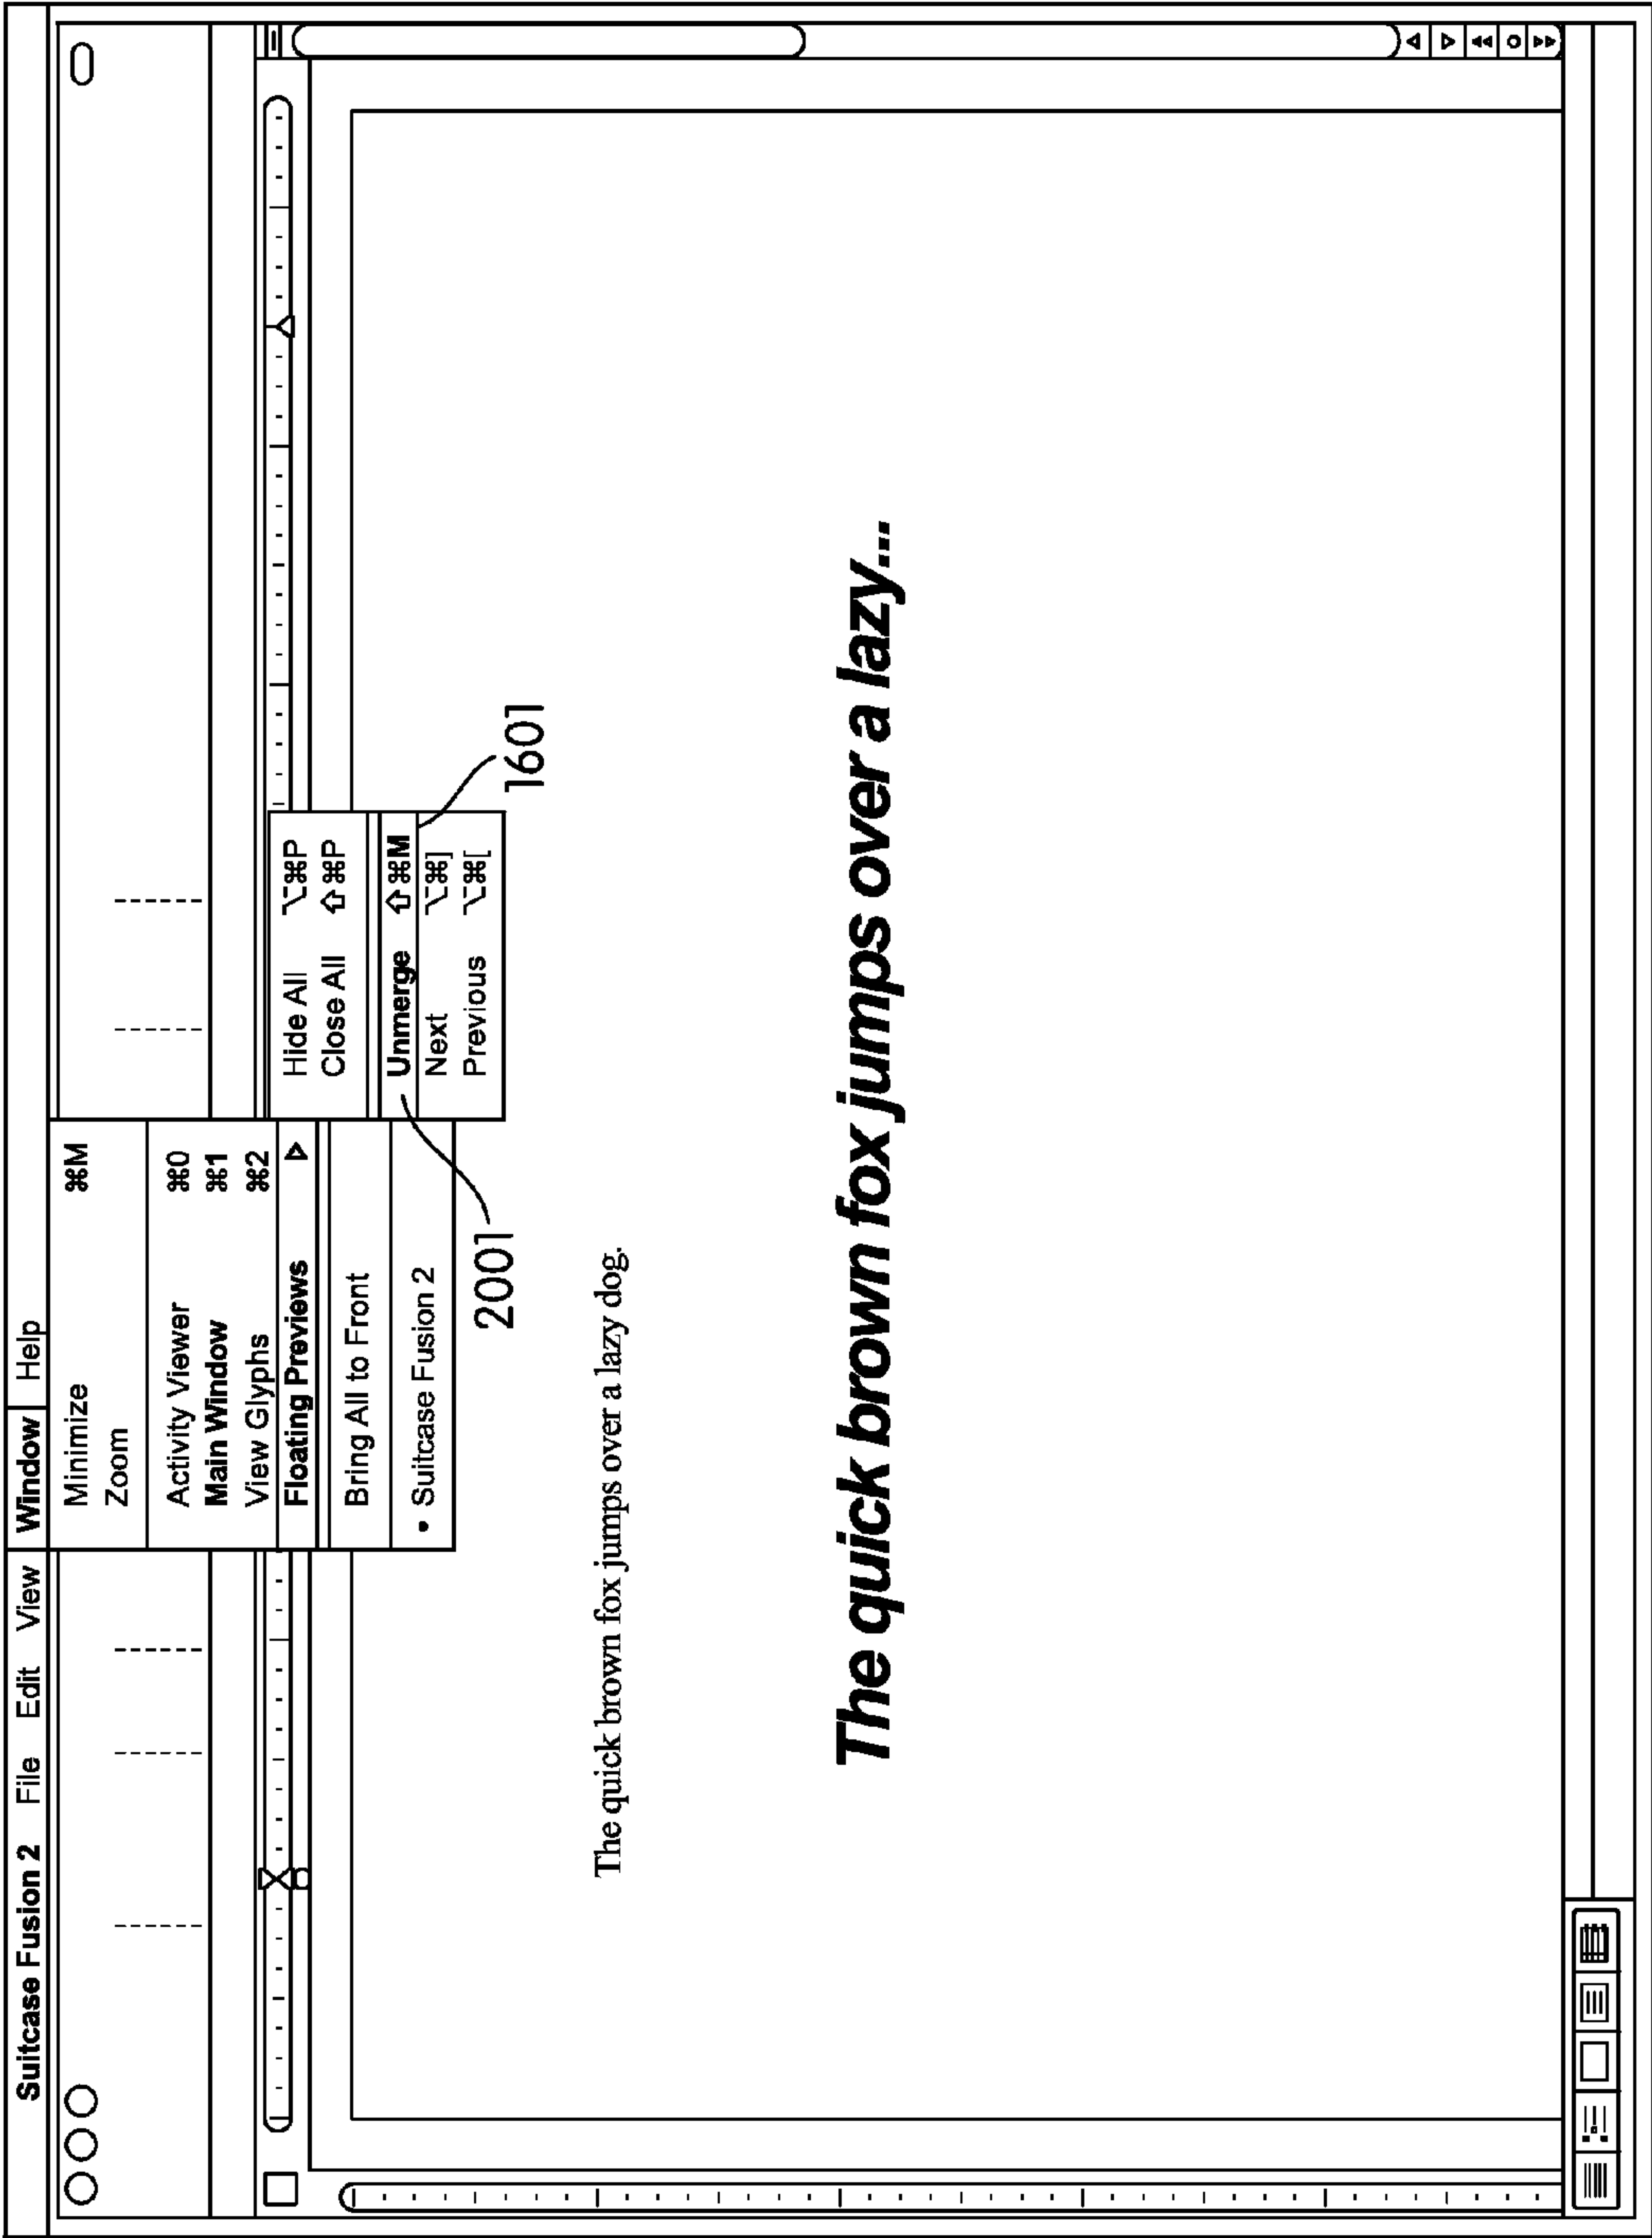 Suitcase Fusion 2 File Edit View Window Help
Minimize ⌘M
Zoom
Activity Viewer ⌘0
Main Window ⌘1
View Glyphs ⌘2
Floating Previews ▷
Bring All to Front
• Suitcase Fusion 2
Hide All ⌥⌘P
Close All ⇧⌘P
Unmerge ⇧⌘M
Next ⌥⌘]
Previous ⌥⌘[
2001
1601
The quick brown fox jumps over a lazy dog.
The quick brown fox jumps over a lazy...